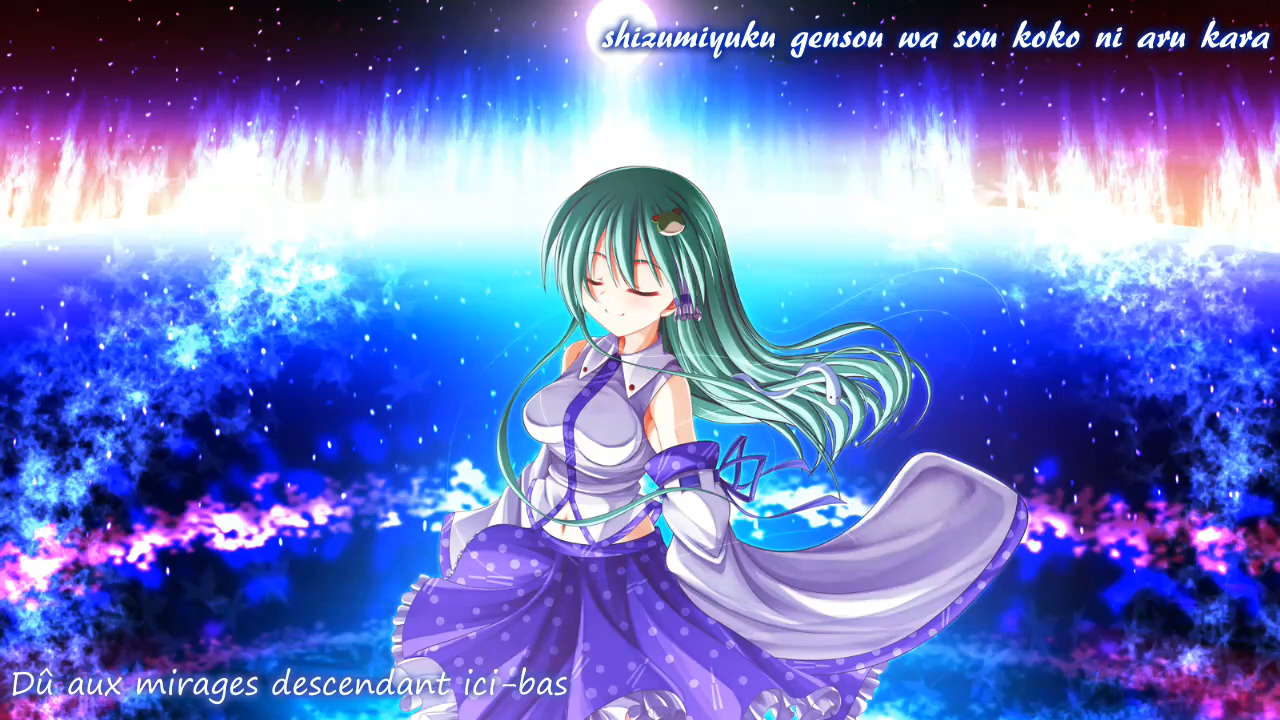 shizumiyuku gensou wa sou koko ni aru kara
Dû aux mirages descendant ici-bas